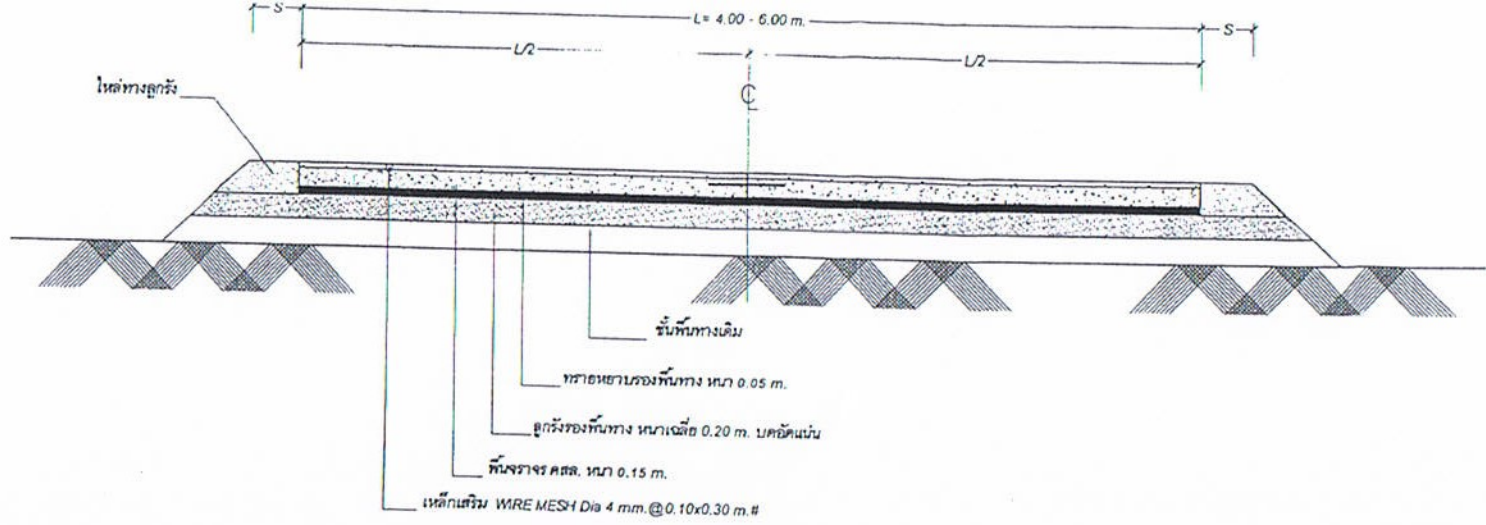 S
L= 4.00 - 6.00 m.
S
L/2
L/2
ไหล่ทางลูกรัง
ชั้นพื้นทางเดิม
ทรายหยาบรองพื้นทาง หนา 0.05 m.
ลูกรังรองพื้นทาง หนาเฉลี่ย 0.20 m. บดอัดแน่น
พื้นจราจร คสล. หนา 0.15 m.
เหล็กเสริม WIRE MESH Dia 4 mm.@0.10x0.30 m.#